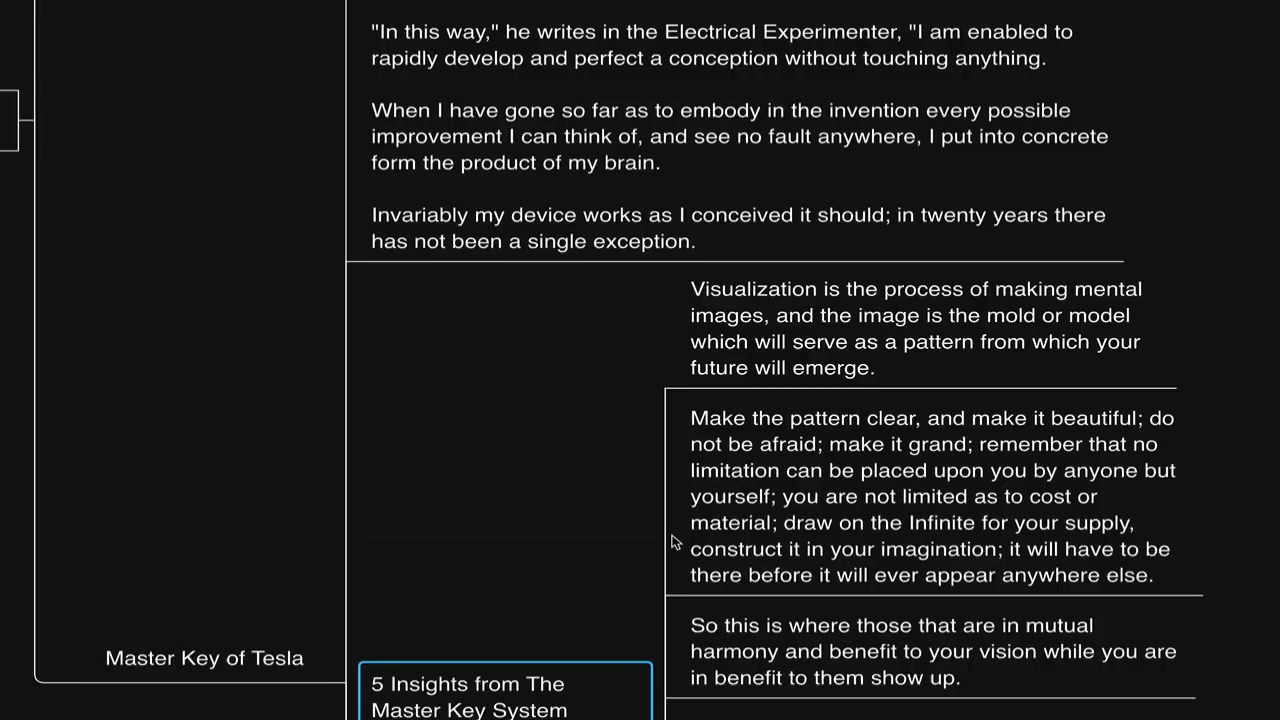 "In this way," he writes in the Electrical Experimenter, "I am enabled to
rapidly develop and perfect a conception without touching anything.
When I have gone so far as to embody in the invention every possible
improvement I can think of, and see no fault anywhere, I put into concrete
form the product of my brain.
Invariably my device works as I conceived it should; in twenty years there
has not been a single exception.
Visualization is the process of making mental
images, and the image is the mold or model
which will serve as a pattern from which your
future will emerge.
Make the pattern clear, and make it beautiful; do
not be afraid; make it grand; remember that no
limitation can be placed upon you by anyone but
yourself; you are not limited as to cost or
material; draw on the Infinite for your supply,
construct it in your imagination; it will have to be
there before it will ever appear anywhere else.
So this is where those that are in mutual
harmony and benefit to your vision while you are
in benefit to them show up.
Master Key of Tesla
5 Insights from The
Master Key System